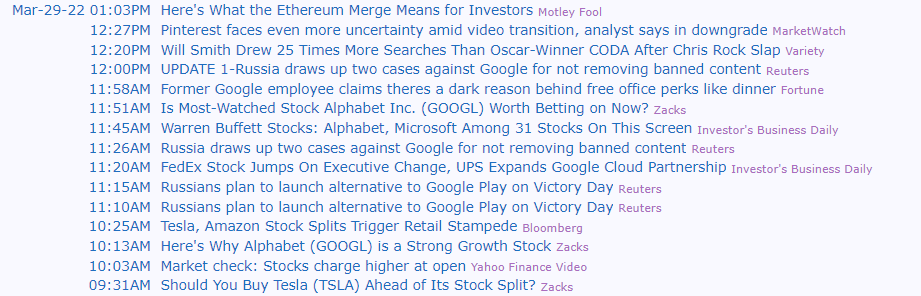 Mar-29-22 01:03PM Here's What the Ethereum Merge Means for Investors Motley Fool
12:27PM Pinterest faces even more uncertainty amid video transition, analyst says in downgrade MarketWatch
12:20PM Will Smith Drew 25 Times More Searches Than Oscar-Winner CODA After Chris Rock Slap Variety
12:00PM UPDATE 1-Russia draws up two cases against Google for not removing banned content Reuters
11:58AM Former Google employee claims theres a dark reason behind free office perks like dinner Fortune
11:51AM Is Most-Watched Stock Alphabet Inc. (GOOGL) Worth Betting on Now? Zacks
11:45AM Warren Buffett Stocks: Alphabet, Microsoft Among 31 Stocks On This Screen Investor's Business Daily
11:26AM Russia draws up two cases against Google for not removing banned content Reuters
11:20AM FedEx Stock Jumps On Executive Change, UPS Expands Google Cloud Partnership Investor's Business Daily
11:15AM Russians plan to launch alternative to Google Play on Victory Day Reuters
11:10AM Russians plan to launch alternative to Google Play on Victory Day Reuters
10:25AM Tesla, Amazon Stock Splits Trigger Retail Stampede Bloomberg
10:13AM Here's Why Alphabet (GOOGL) is a Strong Growth Stock Zacks
10:03AM Market check: Stocks charge higher at open Yahoo Finance Video
09:31AM Should You Buy Tesla (TSLA) Ahead of Its Stock Split? Zacks